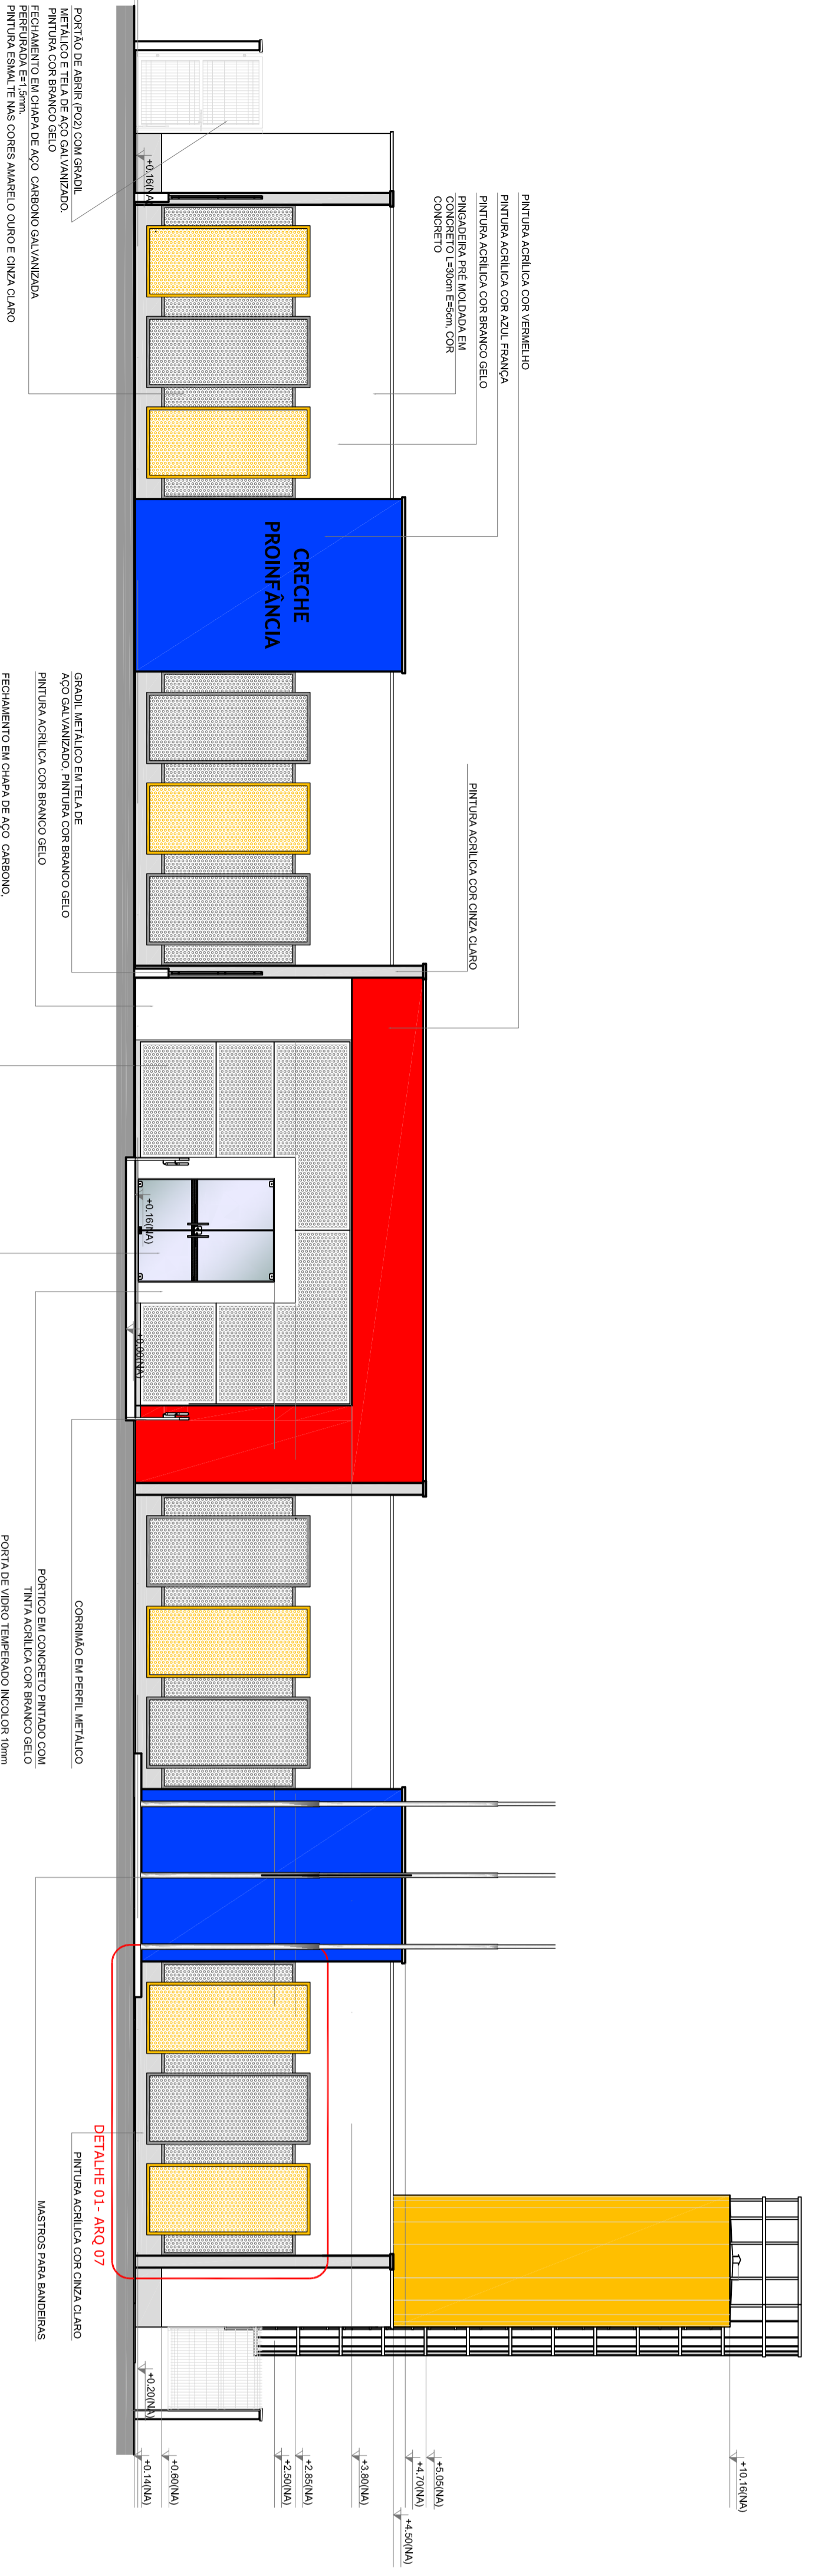 PINTURA ACRÍLICA COR VERMELHO
PINTURA ACRÍLICA COR AZUL FRANÇA
PINTURA ACRÍLICA COR BRANCO GELO
PINGADEIRA PRÉ MOLDADA EM
CONCRETO L=30cm E=5cm, COR
CONCRETO
PINTURA ACRÍLICA COR CINZA CLARO
+10.16(NA)
+5.05(NA)
+4.70(NA)
+4.50(NA)
+3.80(NA)
+2.85(NA)
+2.50(NA)
+0.60(NA)
+0.14(NA)
+0.20(NA)
CRECHE
PROINFÂNCIA
+0.16(NA)
+0.16(NA)
+0.00(NA)
DETALHE 01- ARQ 07
PORTÃO DE ABRIR (PO2) COM GRADIL
METÁLICO E TELA DE AÇO GALVANIZADO,
PINTURA COR BRANCO GELO
FECHAMENTO EM CHAPA DE AÇO CARBONO GALVANIZADA
PERFURADA E=1,5mm.
PINTURA ESMALTE NAS CORES AMARELO OURO E CINZA CLARO
GRADIL METÁLICO EM TELA DE
AÇO GALVANIZADO, PINTURA COR BRANCO GELO
PINTURA ACRÍLICA COR BRANCO GELO
FECHAMENTO EM CHAPA DE AÇO CARBONO,
CORRIMÃO EM PERFIL METÁLICO
PÓRTICO EM CONCRETO PINTADO COM
TINTA ACRÍLICA COR BRANCO GELO
PORTA DE VIDRO TEMPERADO INCOLOR 10mm
PINTURA ACRÍLICA COR CINZA CLARO
MASTROS PARA BANDEIRAS